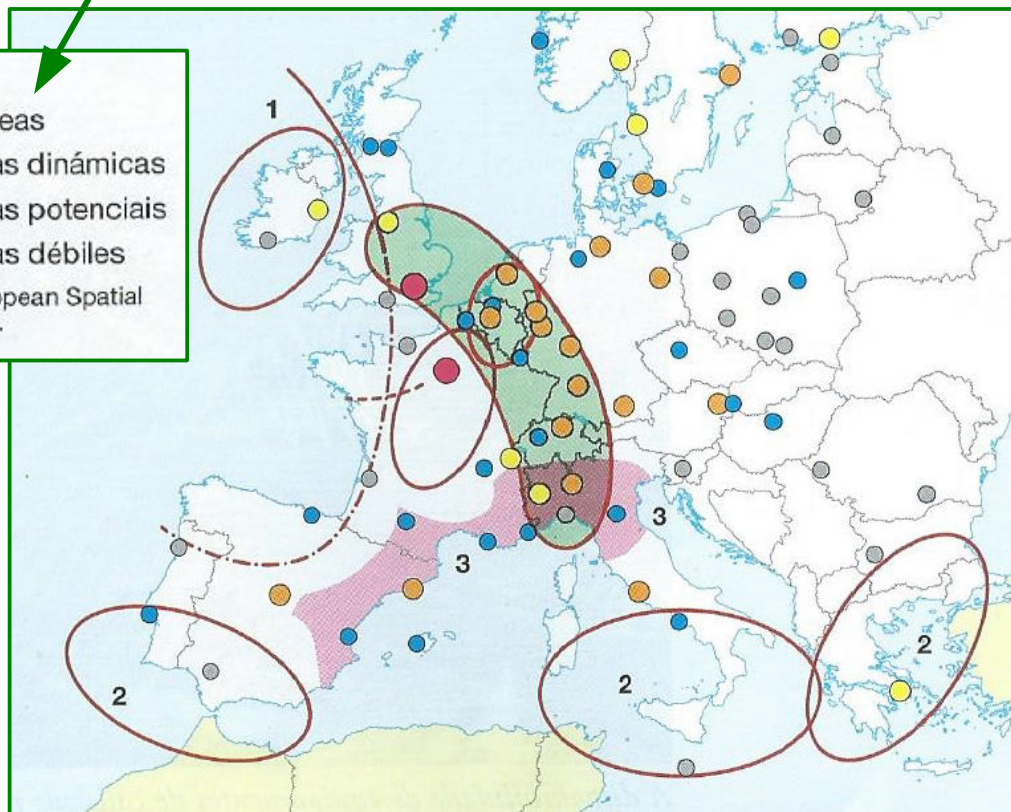 eas
as dinámicas
as potenciais
as débiles
opean Spatial
1
3
3
2
2
2